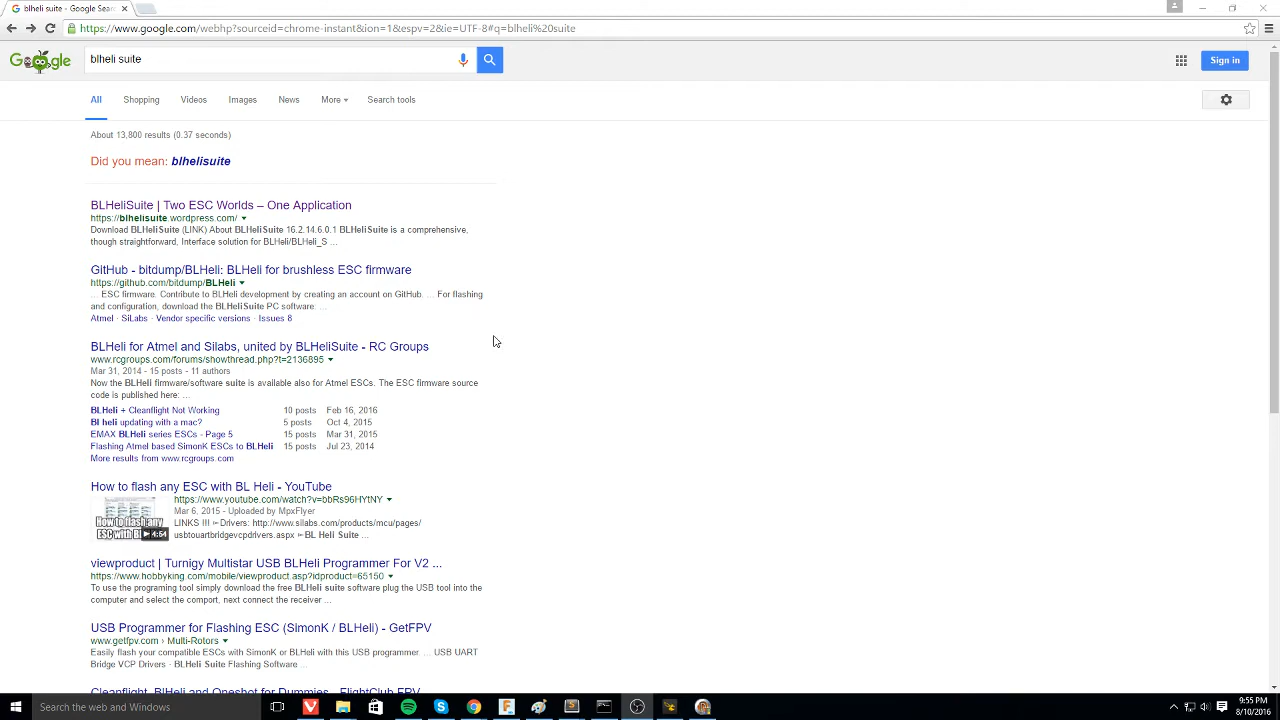 blheli suite - Google Sear
https://www.google.com/webhp?sourceid=chrome-instant&ion=1&espv=2&ie=UTF-8#q=blheli%20suite
blheli suite
Sign in
All Shopping Videos Images News More Search tools
About 13,800 results (0.37 seconds)
Did you mean: blhelisuite
BLHeliSuite | Two ESC Worlds – One Application
https://blhelisuite.wordpress.com/
Download BLHeliSuite (LINK) About BLHeliSuite 16.2.14.6.0.1 BLHeliSuite is a comprehensive,
though straightforward, Interface solution for BLHeli/BLHeli_S ...
GitHub - bitdump/BLHeli: BLHeli for brushless ESC firmware
https://github.com/bitdump/BLHeli
... ESC firmware. Contribute to BLHeli development by creating an account on GitHub. ... For flashing
and configuration, download the BLHeliSuite PC software: ...
Atmel · SiLabs · Vendor specific versions · Issues 8
BLHeli for Atmel and Silabs, united by BLHeliSuite - RC Groups
www.rcgroups.com/forums/showthread.php?t=2136895
Mar 31, 2014 - 15 posts - 11 authors
Now the BLHeli firmware/software suite is available also for Atmel ESCs. The ESC firmware source
code is published here: ...
BLHeli + Cleanflight Not Working 10 posts Feb 16, 2016
Bl heli updating with a mac? 5 posts Oct 4, 2015
EMAX BLHeli series ESCs - Page 5 15 posts Mar 31, 2015
Flashing Atmel based SimonK ESCs to BLHeli 15 posts Jul 23, 2014
More results from www.rcgroups.com
How to flash any ESC with BL Heli - YouTube
https://www.youtube.com/watch?v=bbRs96HYtNY
Mar 6, 2015 - Uploaded by MpxFlyer
LINKS !!! ➳Drivers: http://www.silabs.com/products/mcu/pages/
usbtouartbridgevcpdrivers.aspx ➳BL Heli Suite ...
How to flash any
ESC with B
4:54
viewproduct | Turnigy Multistar USB BLHeli Programmer For V2 ...
https://www.hobbyking.com/mobile/viewproduct.asp?idproduct=65150
To use the programing tool simply download the free BLHeli suite software plug the USB tool into the
computer and select the comport, next connect the receiver ...
USB Programmer for Flashing ESC (SimonK / BLHeli) - GetFPV
www.getfpv.com › Multi-Rotors
Easily flash your compatible ESCs with SimonK or BLHeli with this USB programmer. ... USB UART
Bridge VCP Drivers · BLHeli Suite Flashing Software ...
Cleanflight, BlHeli and Oneshot for Dummies - FlightClub FPV
Search the web and Windows
9:55 PM
8/10/2016